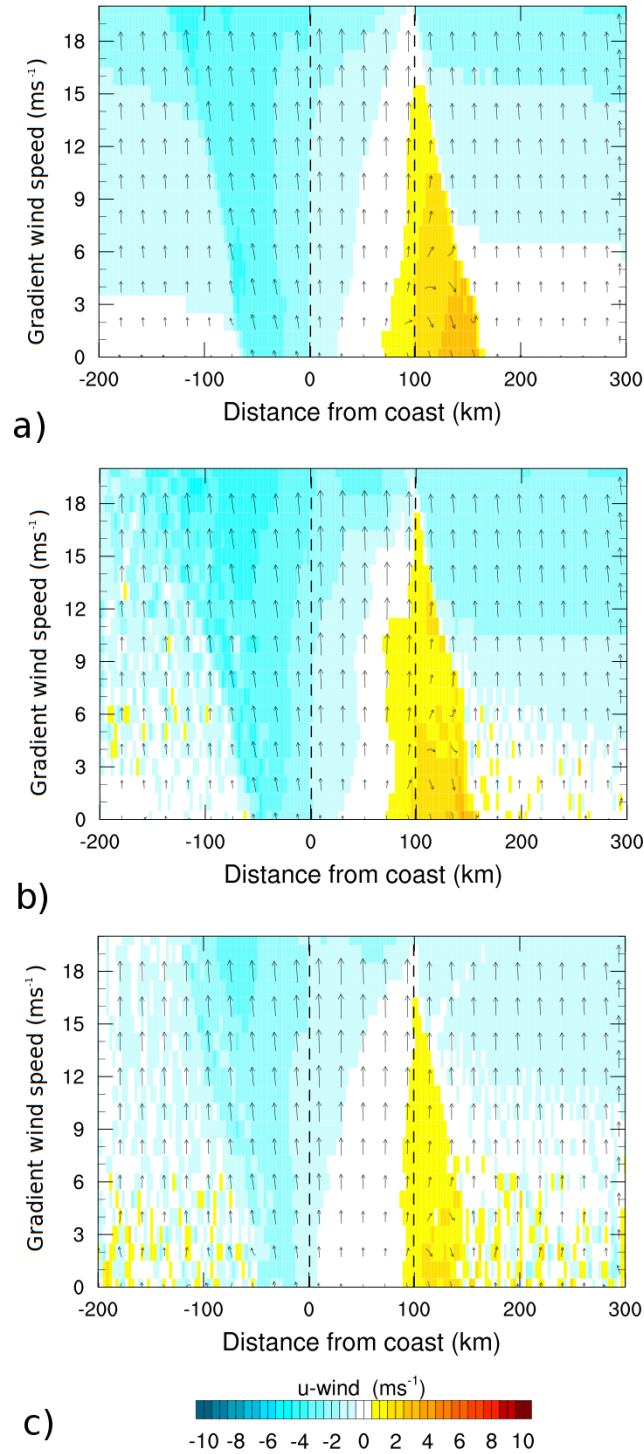 18
15
12
9
6
3
0
Gradient wind speed (ms-1)
-200 -100 0 100 200 300
Distance from coast (km)
a)
18
15
12
9
6
3
0
Gradient wind speed (ms-1)
-200 -100 0 100 200 300
Distance from coast (km)
b)
18
15
12
9
6
3
0
Gradient wind speed (ms-1)
-200 -100 0 100 200 300
Distance from coast (km)
u-wind (ms-1)
-10 -8 -6 -4 -2 0 2 4 6 8 10
c)